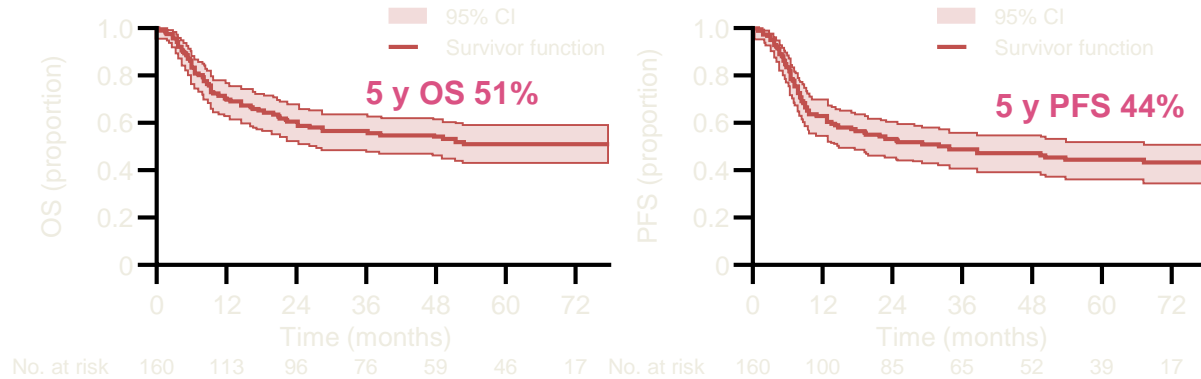 95% CI
Survivor function
5 y OS 51%
OS (proportion)
1.0
0.8
0.6
0.4
0.2
0
0 12 24 36 48 60 72
Time (months)
No. at risk 160 113 96 76 59 46 17
95% CI
Survivor function
5 y PFS 44%
PFS (proportion)
1.0
0.8
0.6
0.4
0.2
0
0 12 24 36 48 60 72
Time (months)
No. at risk 160 100 85 65 52 39 17